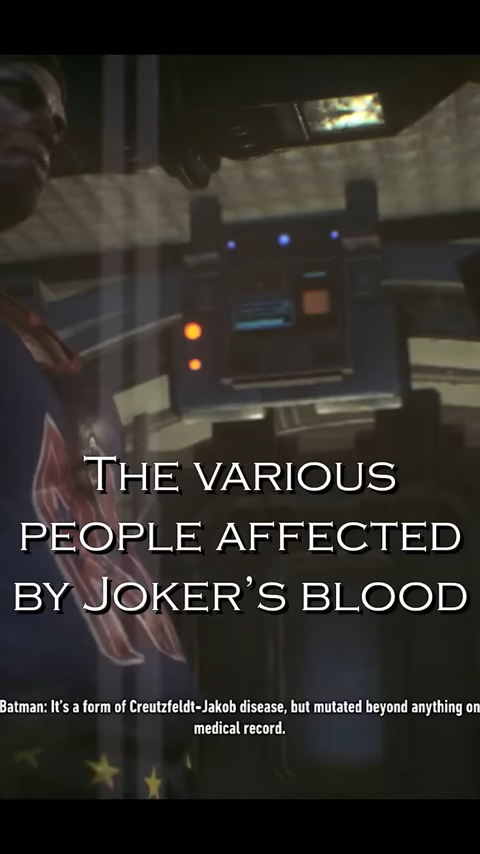 The various
people affected
by Joker's blood
Batman: It's a form of Creutzfeldt-Jakob disease, but mutated beyond anything on
medical record.